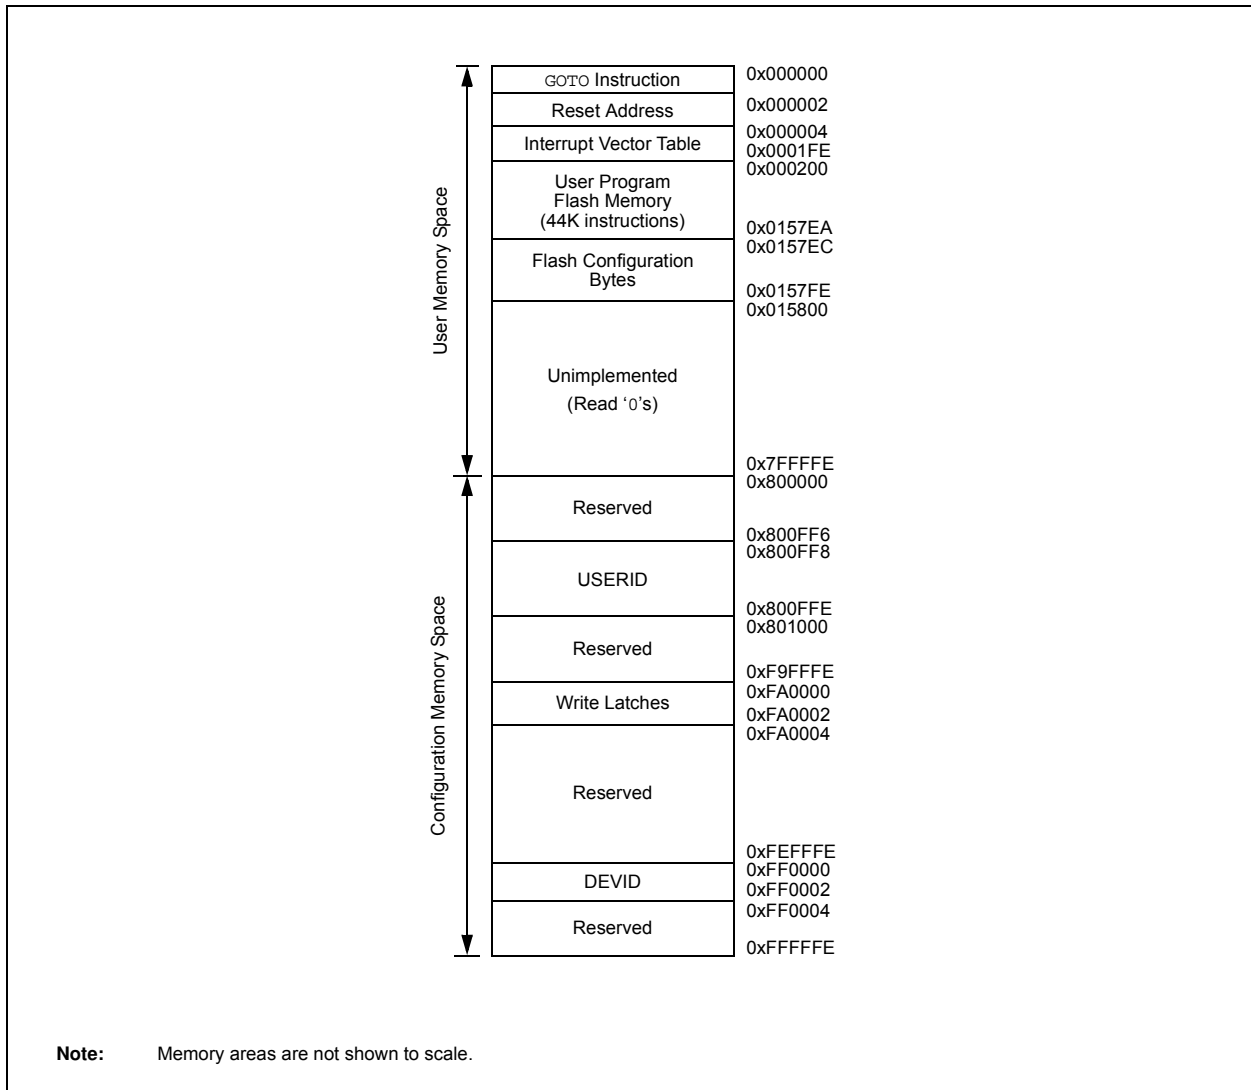 GOTO Instruction
0x000000
Reset Address
0x000002
Interrupt Vector Table
0x000004
0x0001FE
User Program
Flash Memory
(44K instructions)
0x000200
0x0157EA
Flash Configuration
Bytes
0x0157EC
0x0157FE
Unimplemented
(Read ‘0’s)
0x015800
0x7FFFFE
User Memory Space
Reserved
0x800000
0x800FF6
USERID
0x800FF8
0x800FFE
Reserved
0x801000
0xF9FFFE
Write Latches
0xFA0000
0xFA0002
Reserved
0xFA0004
0xFEFFFE
DEVID
0xFF0000
0xFF0002
Reserved
0xFF0004
0xFFFFFE
Configuration Memory Space
Note: Memory areas are not shown to scale.